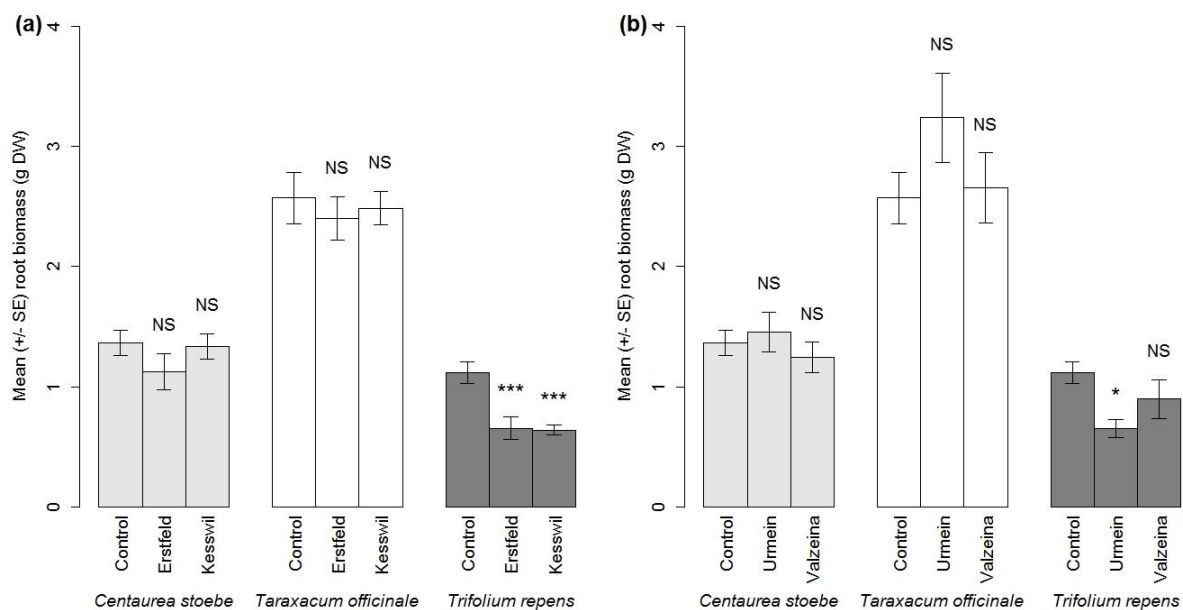 (a)
Mean (+/- SE) root biomass (g DW)
4
3
2
1
0
NS
NS
NS
NS
***
***
Control
Erstfeld
Kesswil
Control
Erstfeld
Kesswil
Control
Erstfeld
Kesswil
Centaurea stoebe
Taraxacum officinale
Trifolium repens
(b)
Mean (+/- SE) root biomass (g DW)
4
3
2
1
0
NS
NS
NS
NS
*
NS
Control
Urmein
Valzeina
Control
Urmein
Valzeina
Control
Urmein
Valzeina
Centaurea stoebe
Taraxacum officinale
Trifolium repens